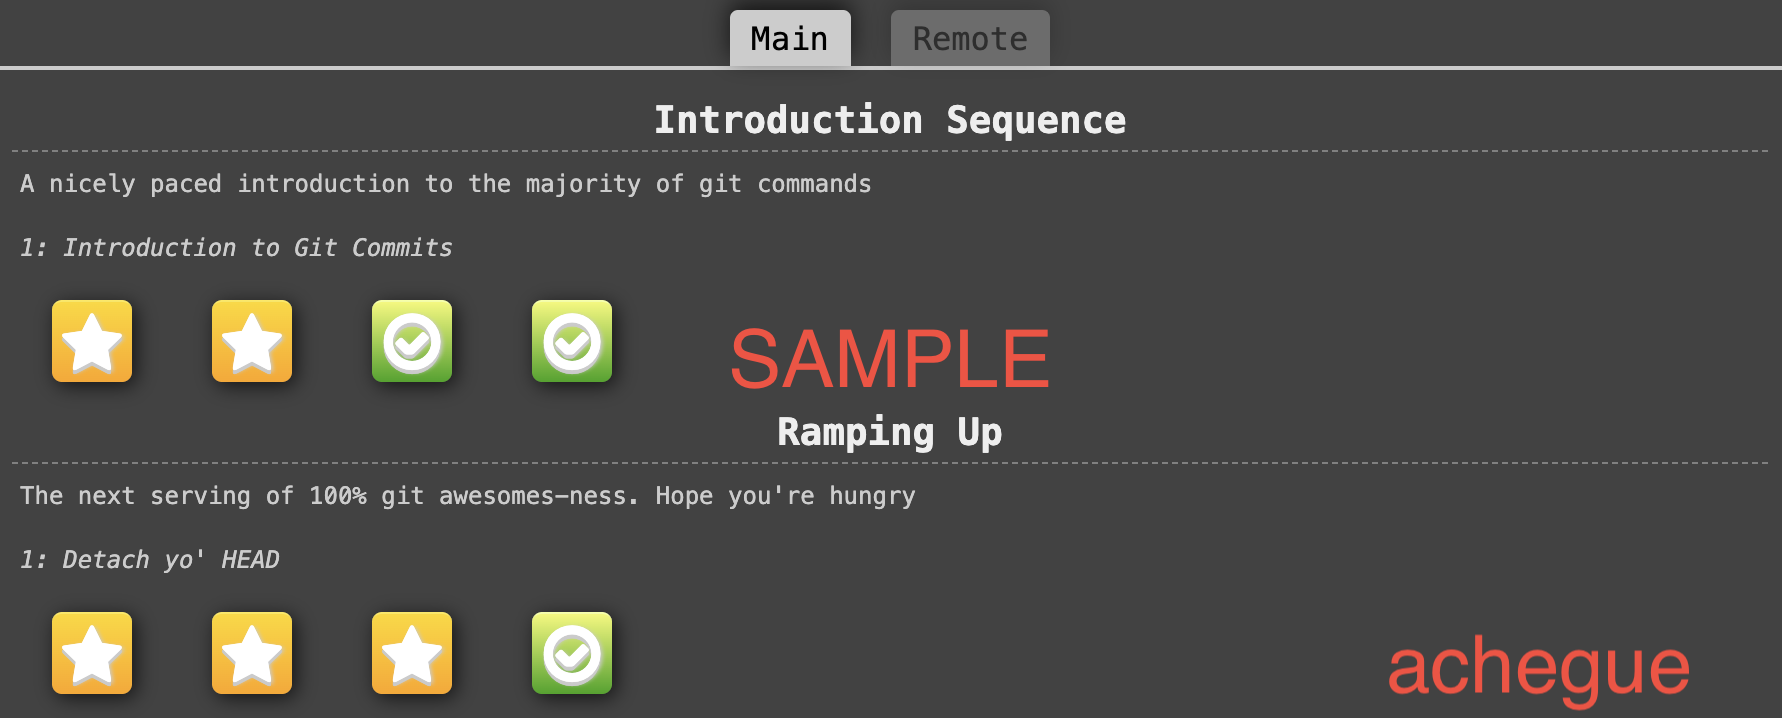 Main Remote
Introduction Sequence
A nicely paced introduction to the majority of git commands
1: Introduction to Git Commits
SAMPLE
Ramping Up
The next serving of 100% git awesomes-ness. Hope you're hungry
1: Detach yo' HEAD
achegue